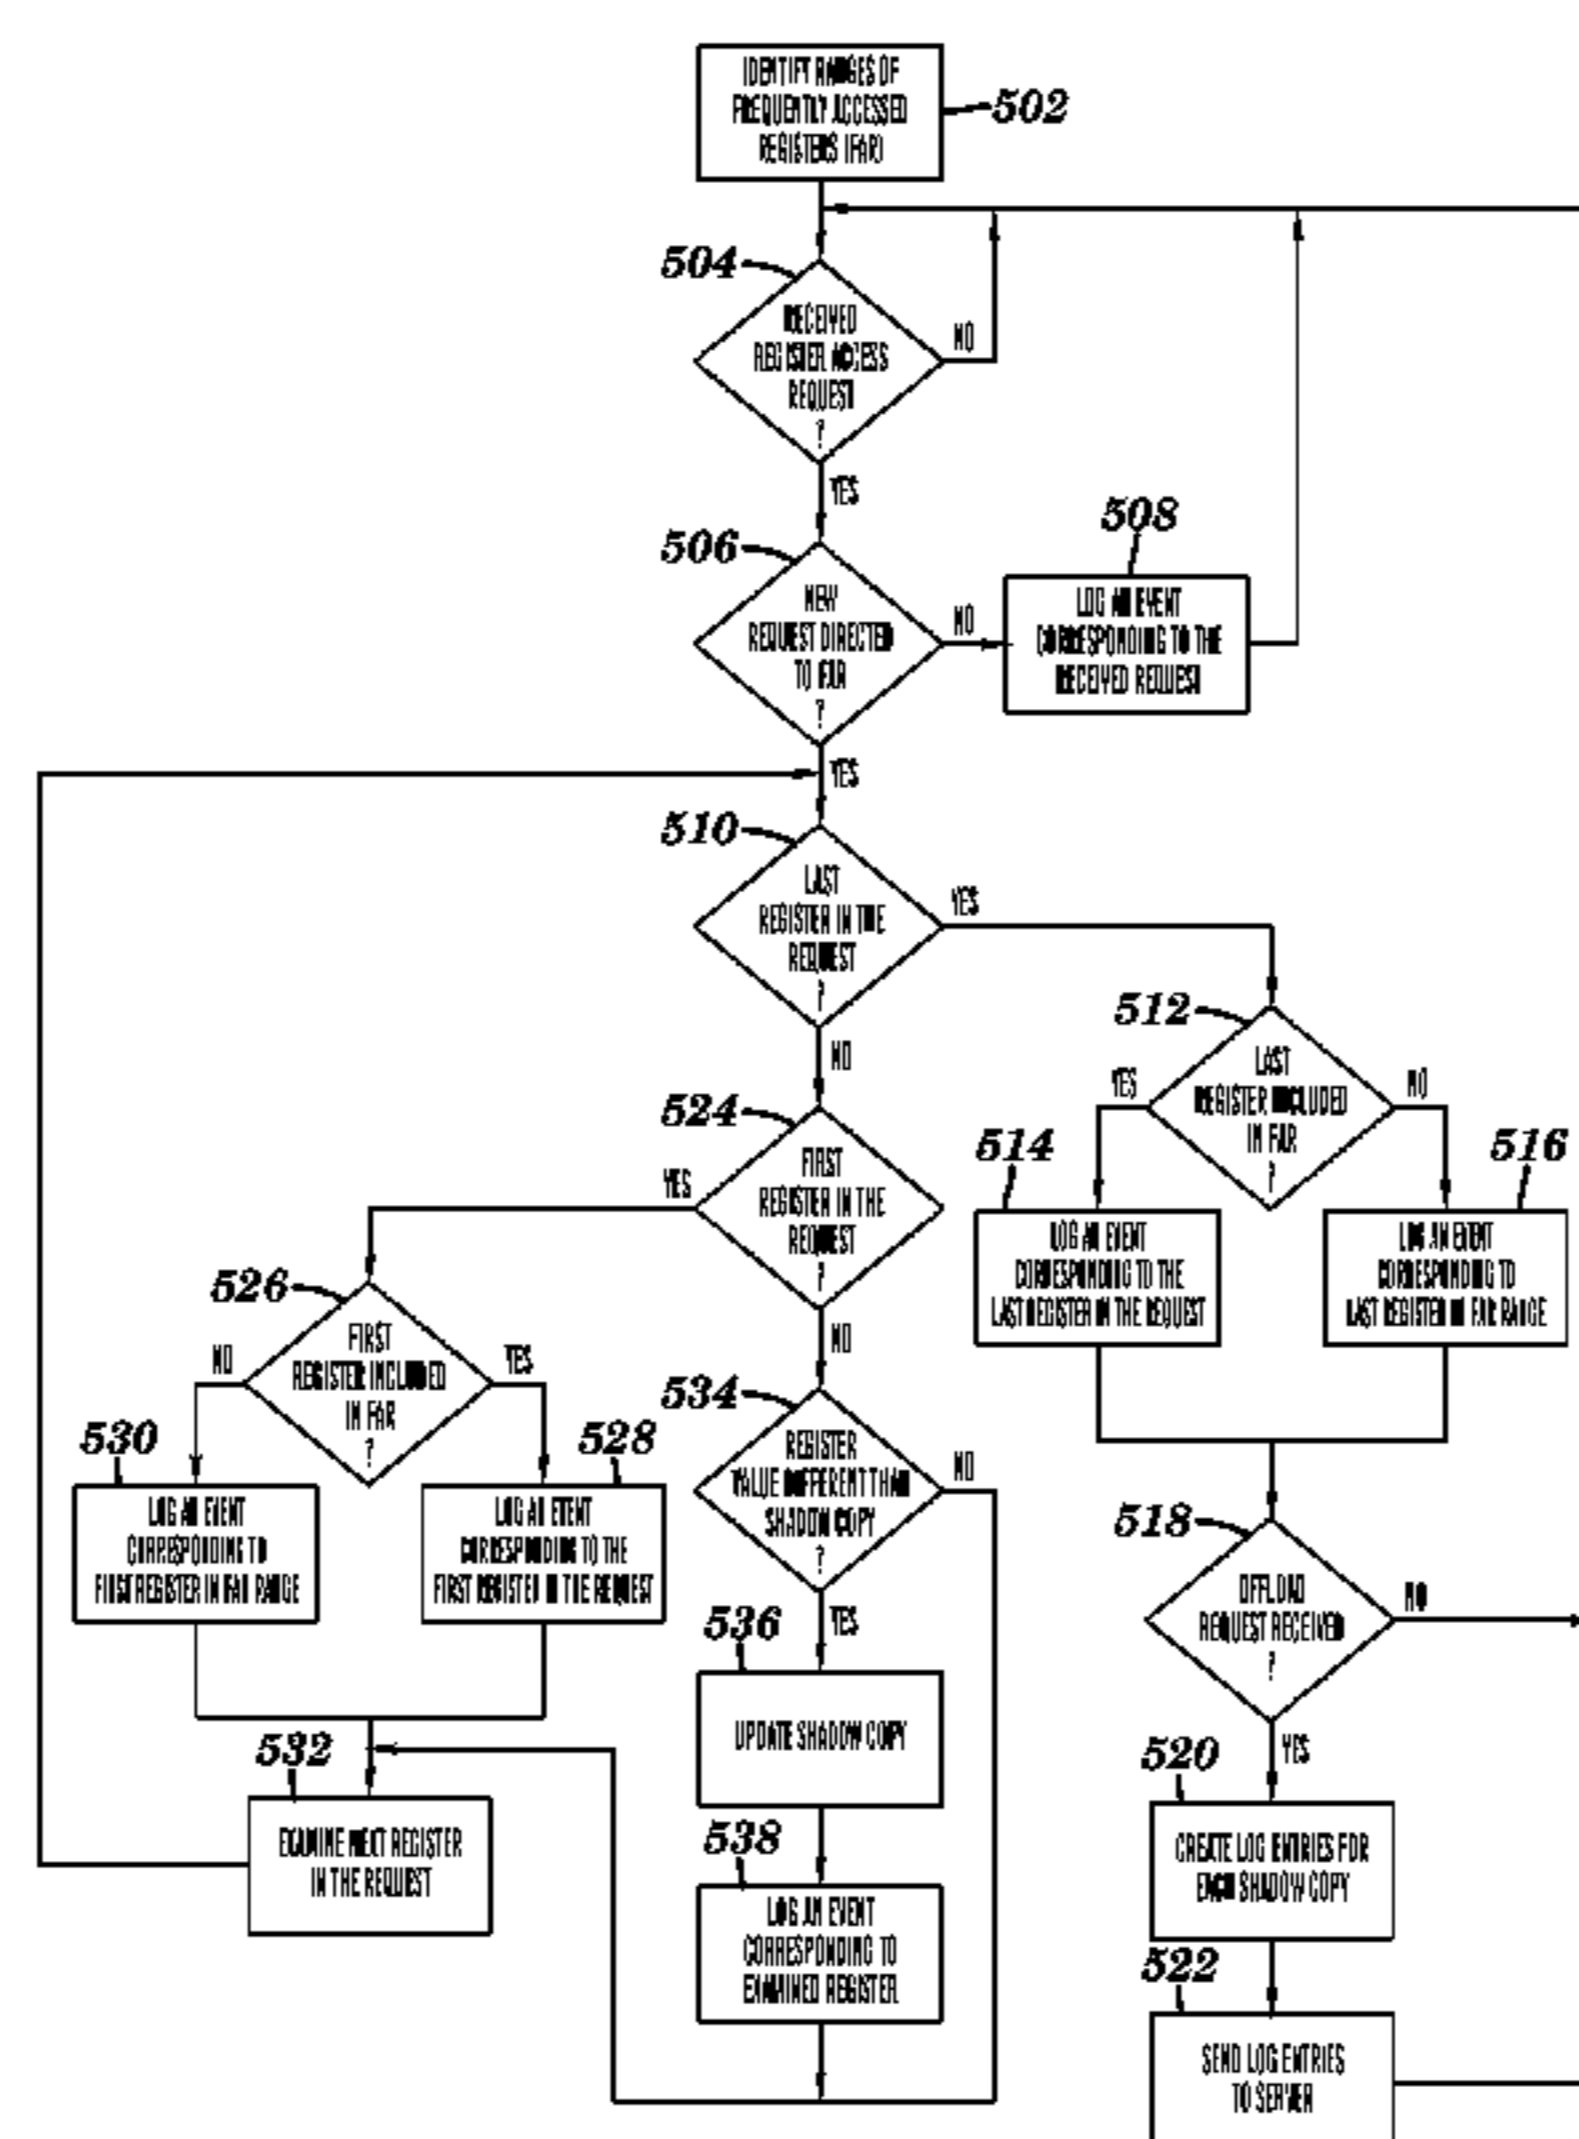 IDENTIFY RANGES OF
FREQUENTLY ACCESSED
REGISTERS (FAR)
502
504
RECEIVED
REGISTER ACCESS
REQUEST
?
NO
YES
506
NEW
REQUEST DIRECTED
TO FAR
?
NO
508
LOG AN EVENT
CORRESPONDING TO THE
RECEIVED REQUEST
YES
510
LAST
REGISTER IN THE
REQUEST
?
YES
NO
512
LAST
REGISTER INCLUDED
IN FAR
?
YES
NO
514
LOG AN EVENT
CORRESPONDING TO THE
LAST REGISTER IN THE REQUEST
516
LOG AN EVENT
CORRESPONDING TO
LAST REGISTER IN FAR RANGE
524
FIRST
REGISTER IN THE
REQUEST
?
YES
NO
526
FIRST
REGISTER INCLUDED
IN FAR
?
NO
YES
530
LOG AN EVENT
CORRESPONDING TO
FIRST REGISTER IN FAR RANGE
528
LOG AN EVENT
CORRESPONDING TO THE
FIRST REGISTER IN THE REQUEST
534
REGISTER
VALUE DIFFERENT THAN
SHADOW COPY
?
NO
YES
518
OFFLOAD
REQUEST RECEIVED
?
NO
YES
536
UPDATE SHADOW COPY
532
EXAMINE NEXT REGISTER
IN THE REQUEST
538
LOG AN EVENT
CORRESPONDING TO
EXAMINED REGISTER
520
CREATE LOG ENTRIES FOR
EACH SHADOW COPY
522
SEND LOG ENTRIES
TO SERVER